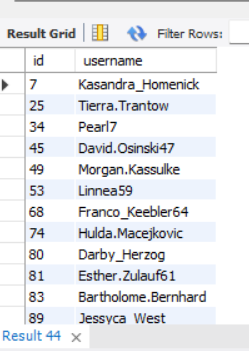 Result Grid Filter Rows:
id username
7 Kasandra_Homenick
25 Tierra.Trantow
34 Pearl7
45 David.Osinski47
49 Morgan.Kassulke
53 Linnea59
68 Franco_Keebler64
74 Hulda.Macejkovic
80 Darby_Herzog
81 Esther.Zulauf61
83 Bartholome.Bernhard
89 Jessyca_West
Result 44